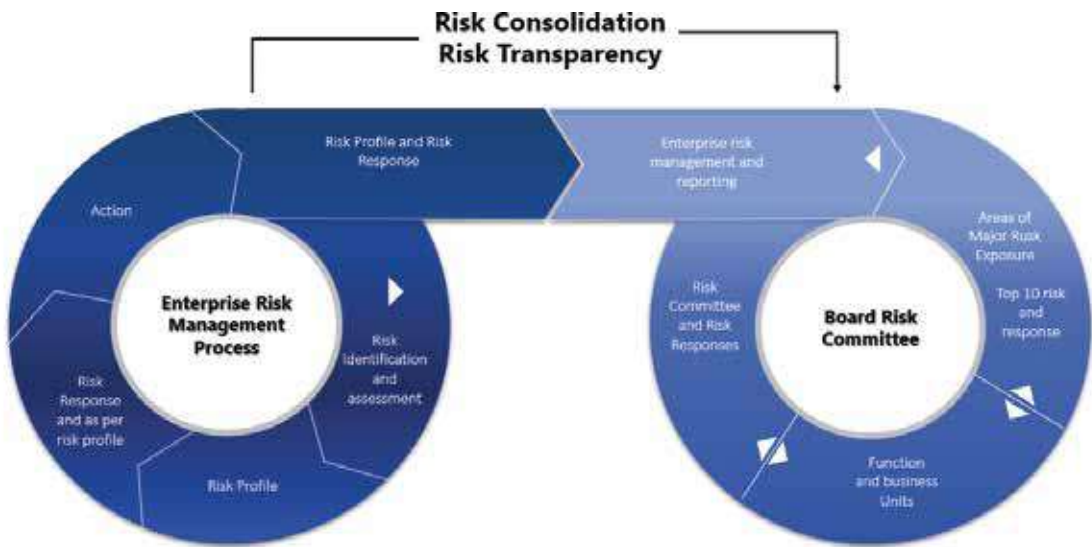 Risk Consolidation
Risk Transparency
Risk Profile and Risk
Response
Enterprise risk
management and
reporting
Action
Areas of
Major Rusk
Exposure
Enterprise Risk
Management
Process
Risk
Committee
and Risk
Responses
Board Risk
Committee
Top 10 risk
and
response
Risk
Identification
and
assessment
Risk
Response
and as per
risk profile
Risk Profile
Function
and business
Units